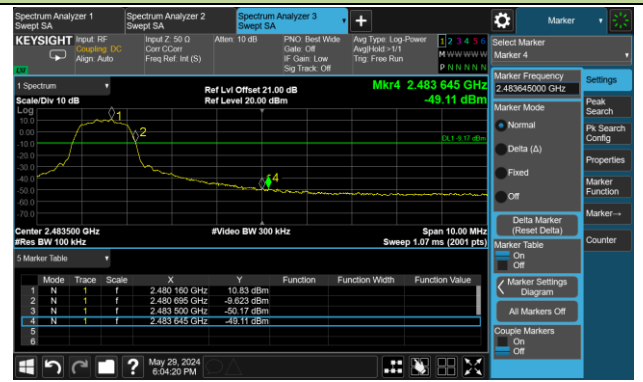 Spectrum Analyzer 1
Swept SA
Spectrum Analyzer 2
Swept SA
Spectrum Analyzer 3
Swept SA
Marker
KEYSIGHT
Input: RF
Coupling: DC
Align: Auto
Input Z: 50 Ω
Corr CCorr
Freq Ref: Int (S)
Atten: 10 dB
PNO: Best Wide
Gate: Off
IF Gain: Low
Sig Track: Off
Avg Type: Log-Power
Avg|Hold:>1/1
Trig: Free Run
1 2 3 4 5 6
M W W W W W
P N N N N N
LXI
Select Marker
Marker 4
1 Spectrum
Scale/Div 10 dB
Ref Lvl Offset 21.00 dB
Ref Level 20.00 dBm
Mkr4 2.483 645 GHz
-49.11 dBm
Log
10.0
0.00
-10.0
-20.0
-30.0
-40.0
-50.0
-60.0
-70.0
1
2
4
DL1 -9.17 dBm
Center 2.483500 GHz
#Res BW 100 kHz
#Video BW 300 kHz
Span 10.00 MHz
Sweep 1.07 ms (2001 pts)
5 Marker Table
Mode Trace Scale X Y Function Function Width Function Value
1 N 1 f 2.480 160 GHz 10.83 dBm
2 N 1 f 2.480 695 GHz -9.623 dBm
3 N 1 f 2.483 500 GHz -50.17 dBm
4 N 1 f 2.483 645 GHz -49.11 dBm
5
6
Marker Frequency
2.483645000 GHz
Marker Mode
Normal
Delta (Δ)
Fixed
Off
Delta Marker
(Reset Delta)
Marker Table
On
Off
Marker Settings
Diagram
All Markers Off
Couple Markers
On
Off
Settings
Peak
Search
Pk Search
Config
Properties
Marker
Function
Marker→
Counter
?
May 29, 2024
6:04:20 PM